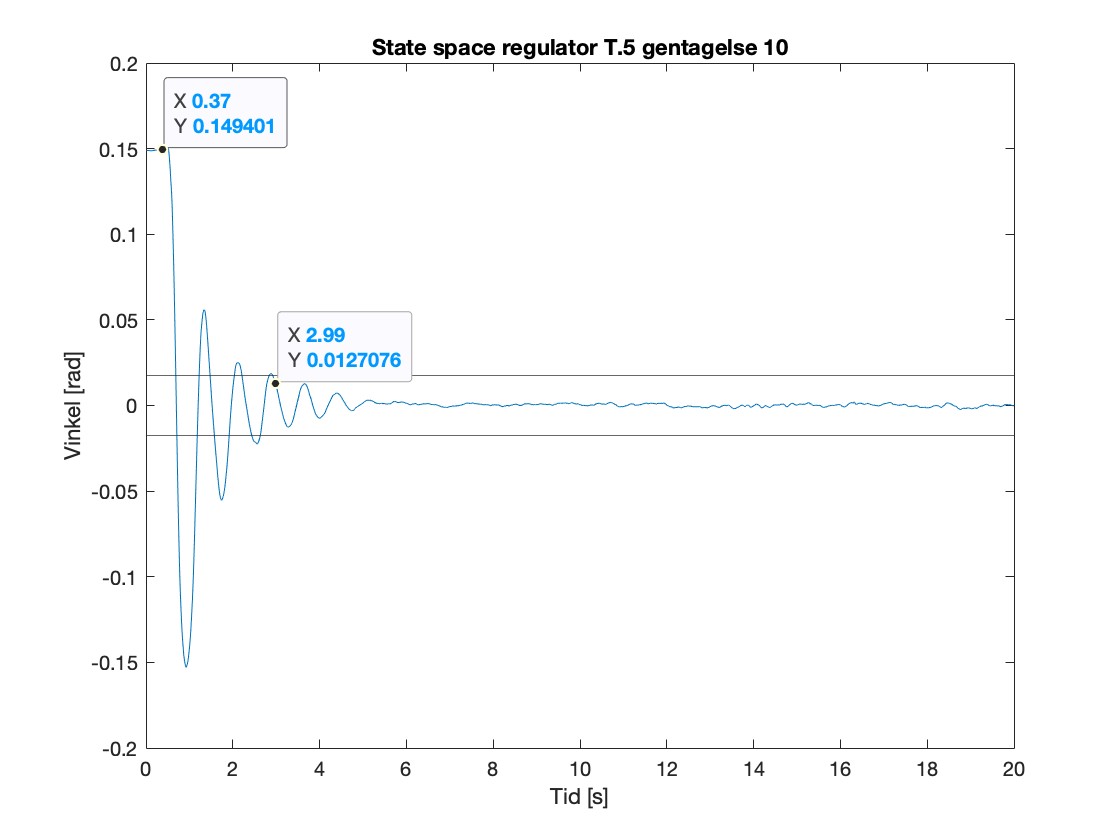 State space regulator T.5 gentagelse 10
0.2
X 0.37
Y 0.149401
0.15
0.1
0.05
X 2.99
Y 0.0127076
0
-0.05
-0.1
-0.15
-0.2
Vinkel [rad]
0 2 4 6 8 10 12 14 16 18 20
Tid [s]